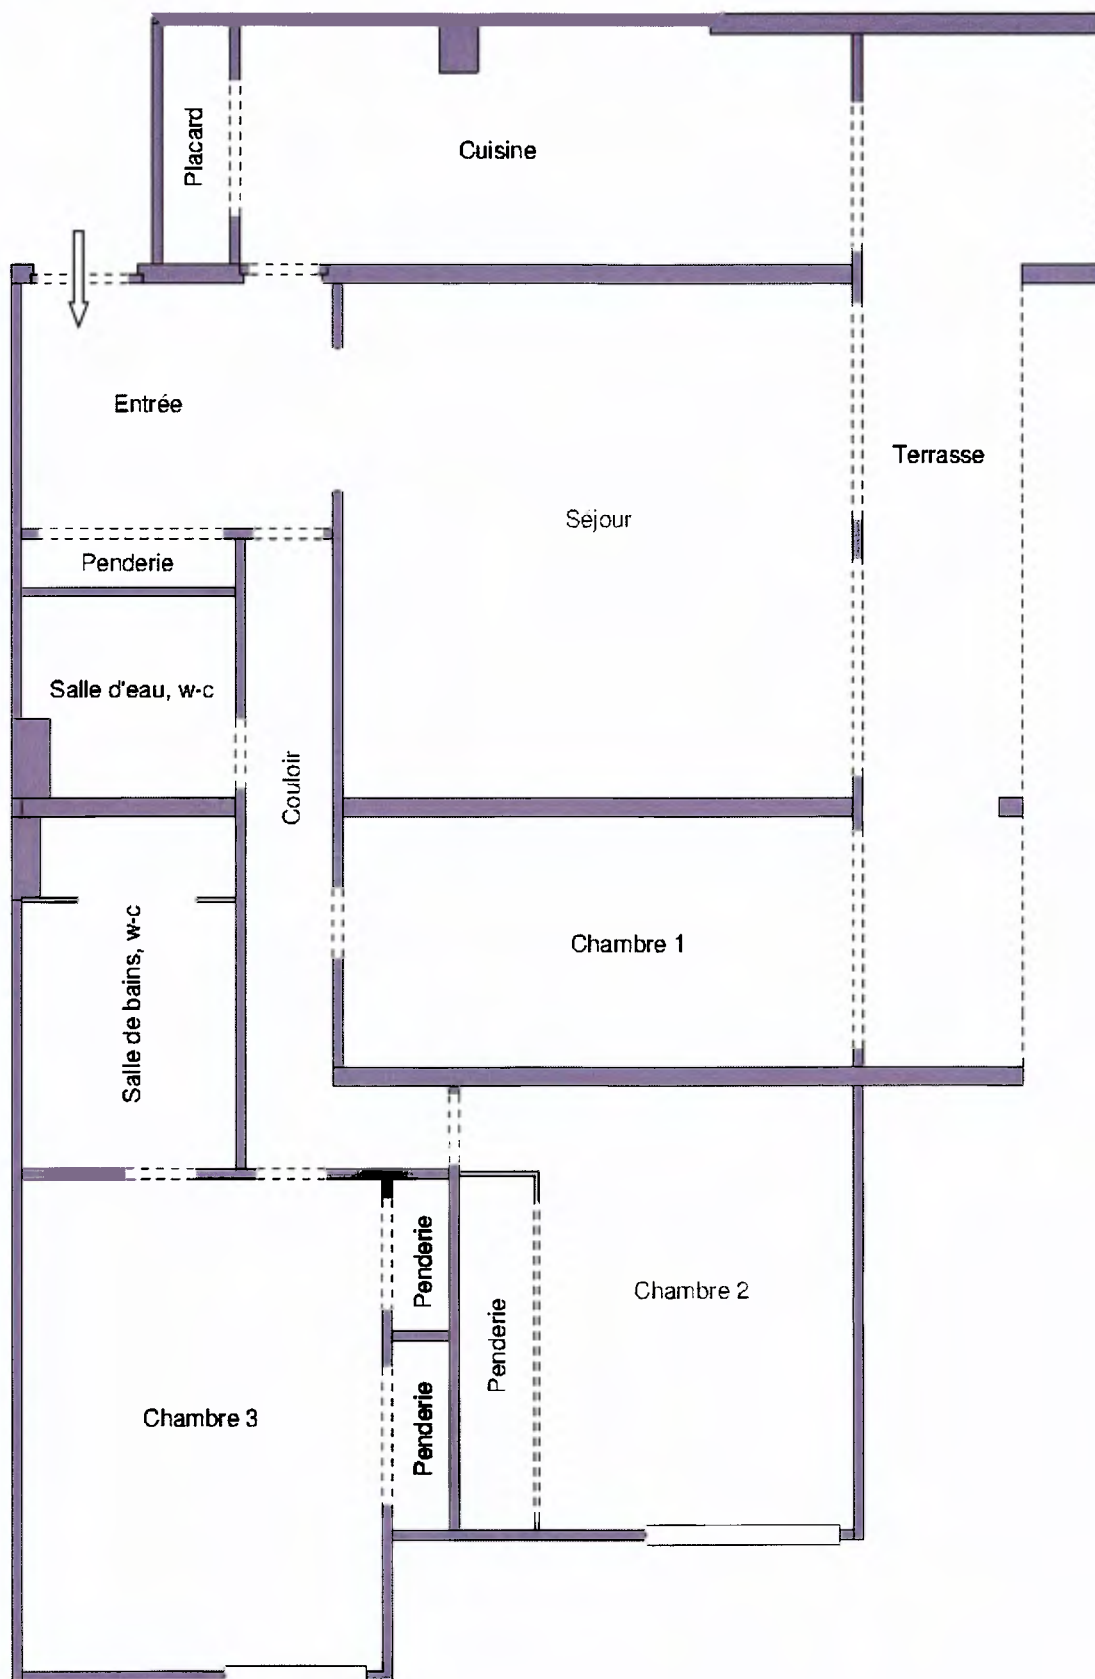 Placard
Cuisine
Entrée
Terrasse
Séjour
Penderie
Salle d'eau, w-c
Couloir
Chambre 1
Salle de bains, w-c
Penderie
Chambre 2
Penderie
Chambre 3
Penderie